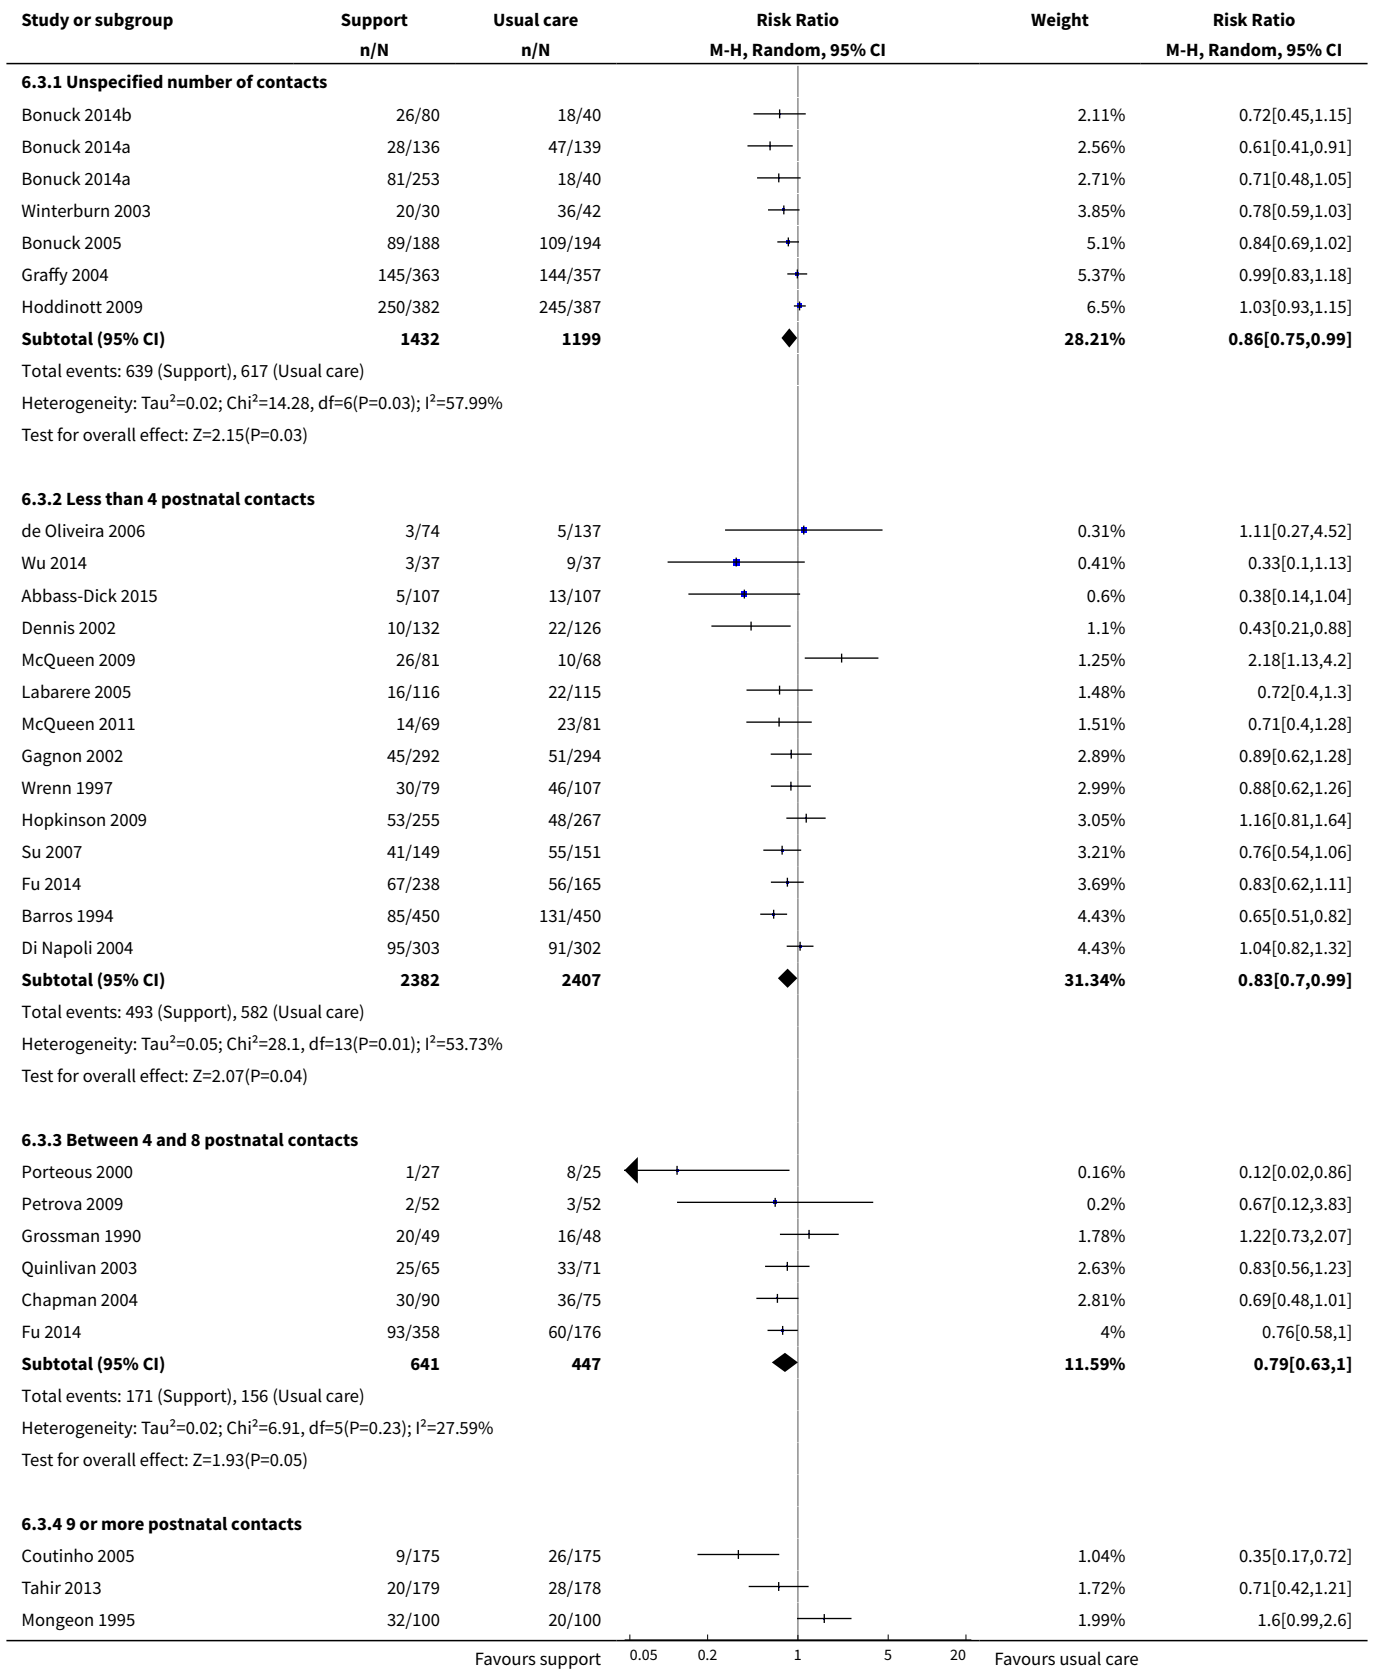 Study or subgroup Support Usual care Risk Ratio Weight Risk Ratio
n/N n/N M-H, Random, 95% CI M-H, Random, 95% CI
6.3.1 Unspecified number of contacts
Bonuck 2014b 26/80 18/40 2.11% 0.72[0.45,1.15]
Bonuck 2014a 28/136 47/139 2.56% 0.61[0.41,0.91]
Bonuck 2014a 81/253 18/40 2.71% 0.71[0.48,1.05]
Winterburn 2003 20/30 36/42 3.85% 0.78[0.59,1.03]
Bonuck 2005 89/188 109/194 5.1% 0.84[0.69,1.02]
Graffy 2004 145/363 144/357 5.37% 0.99[0.83,1.18]
Hoddinott 2009 250/382 245/387 6.5% 1.03[0.93,1.15]
Subtotal (95% CI) 1432 1199 28.21% 0.86[0.75,0.99]
Total events: 639 (Support), 617 (Usual care)
Heterogeneity: Tau²=0.02; Chi²=14.28, df=6(P=0.03); I²=57.99%
Test for overall effect: Z=2.15(P=0.03)
6.3.2 Less than 4 postnatal contacts
de Oliveira 2006 3/74 5/137 0.31% 1.11[0.27,4.52]
Wu 2014 3/37 9/37 0.41% 0.33[0.1,1.13]
Abbass-Dick 2015 5/107 13/107 0.6% 0.38[0.14,1.04]
Dennis 2002 10/132 22/126 1.1% 0.43[0.21,0.88]
McQueen 2009 26/81 10/68 1.25% 2.18[1.13,4.2]
Labarere 2005 16/116 22/115 1.48% 0.72[0.4,1.3]
McQueen 2011 14/69 23/81 1.51% 0.71[0.4,1.28]
Gagnon 2002 45/292 51/294 2.89% 0.89[0.62,1.28]
Wrenn 1997 30/79 46/107 2.99% 0.88[0.62,1.26]
Hopkinson 2009 53/255 48/267 3.05% 1.16[0.81,1.64]
Su 2007 41/149 55/151 3.21% 0.76[0.54,1.06]
Fu 2014 67/238 56/165 3.69% 0.83[0.62,1.11]
Barros 1994 85/450 131/450 4.43% 0.65[0.51,0.82]
Di Napoli 2004 95/303 91/302 4.43% 1.04[0.82,1.32]
Subtotal (95% CI) 2382 2407 31.34% 0.83[0.7,0.99]
Total events: 493 (Support), 582 (Usual care)
Heterogeneity: Tau²=0.05; Chi²=28.1, df=13(P=0.01); I²=53.73%
Test for overall effect: Z=2.07(P=0.04)
6.3.3 Between 4 and 8 postnatal contacts
Porteous 2000 1/27 8/25 0.16% 0.12[0.02,0.86]
Petrova 2009 2/52 3/52 0.2% 0.67[0.12,3.83]
Grossman 1990 20/49 16/48 1.78% 1.22[0.73,2.07]
Quinlivan 2003 25/65 33/71 2.63% 0.83[0.56,1.23]
Chapman 2004 30/90 36/75 2.81% 0.69[0.48,1.01]
Fu 2014 93/358 60/176 4% 0.76[0.58,1]
Subtotal (95% CI) 641 447 11.59% 0.79[0.63,1]
Total events: 171 (Support), 156 (Usual care)
Heterogeneity: Tau²=0.02; Chi²=6.91, df=5(P=0.23); I²=27.59%
Test for overall effect: Z=1.93(P=0.05)
6.3.4 9 or more postnatal contacts
Coutinho 2005 9/175 26/175 1.04% 0.35[0.17,0.72]
Tahir 2013 20/179 28/178 1.72% 0.71[0.42,1.21]
Mongeon 1995 32/100 20/100 1.99% 1.6[0.99,2.6]
Favours support 0.05 0.2 1 5 20 Favours usual care